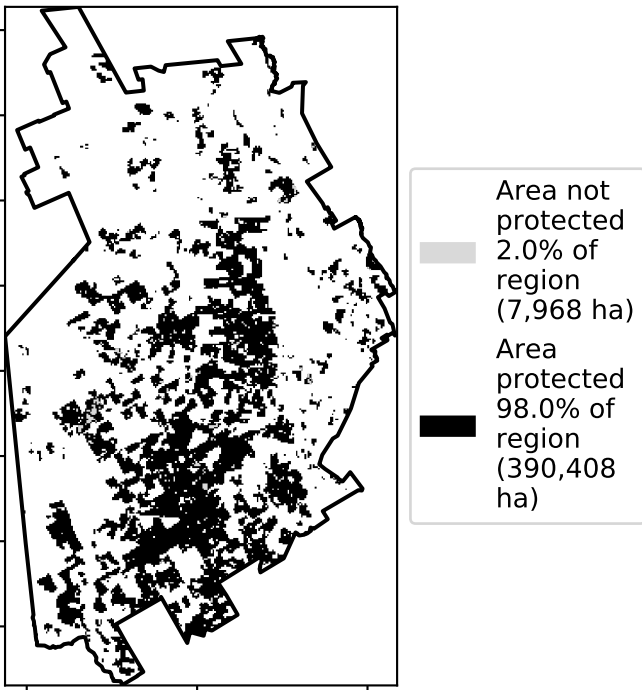 Area not
protected
2.0% of
region
(7,968 ha)
Area
protected
98.0% of
region
(390,408
ha)